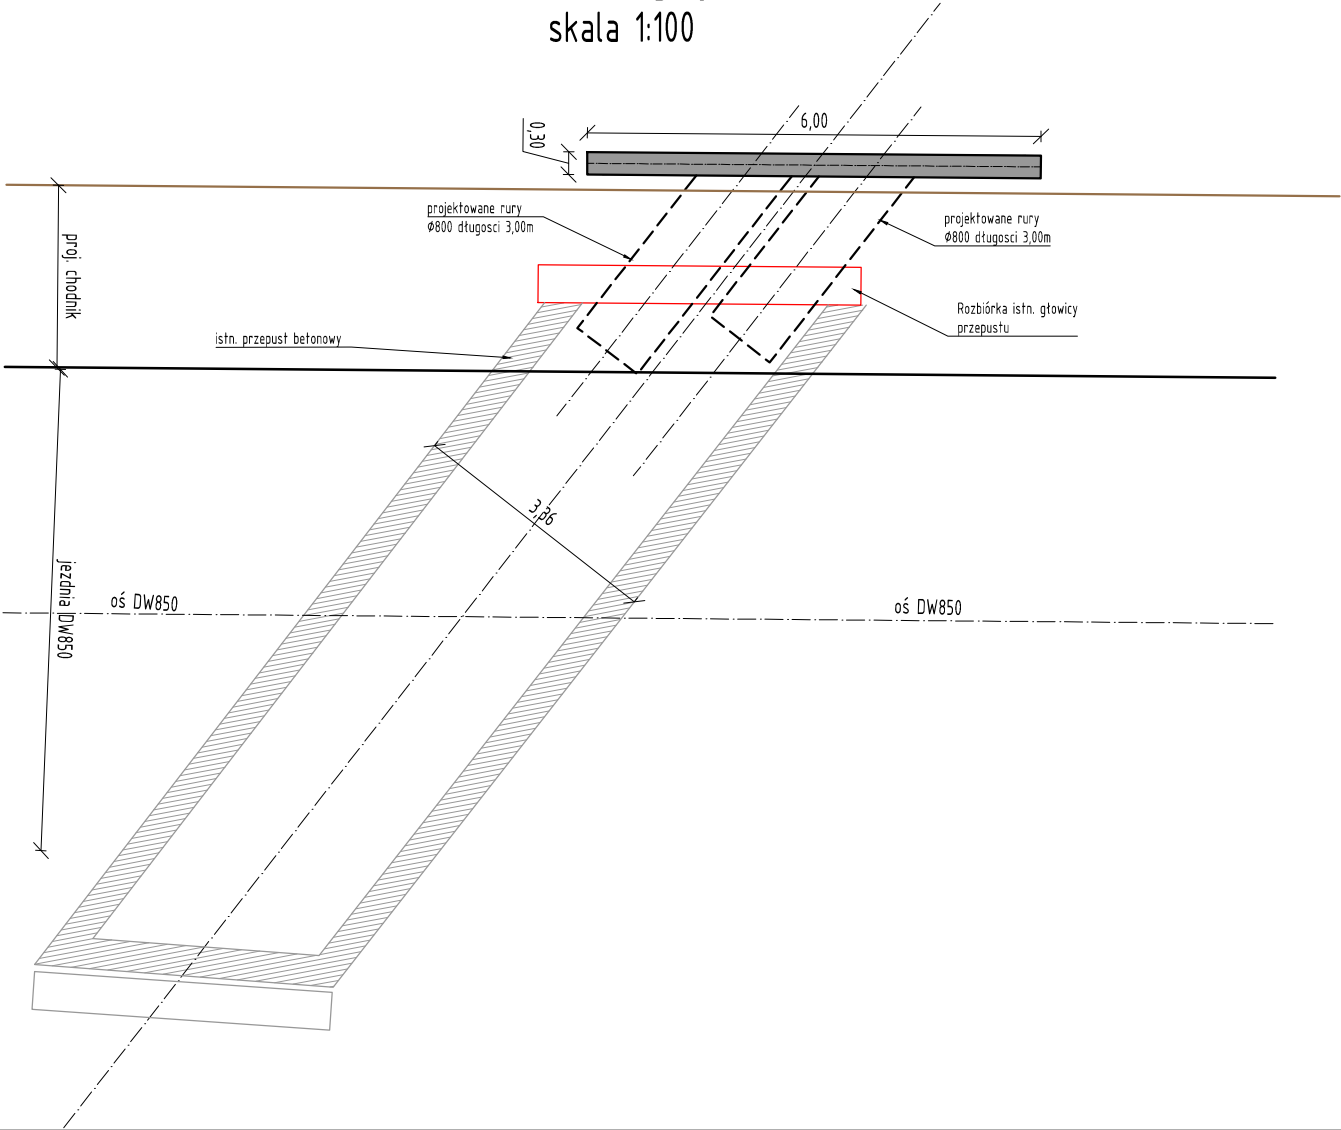 skala 1:100
6,00
0,30
projektowane rury
Ø800 długosci 3,00m
projektowane rury
Ø800 długosci 3,00m
proj. chodnik
Rozbiórka istn. głowicy
przepustu
istn. przepust betonowy
3,36
jezdnia DW850
oś DW850
oś DW850